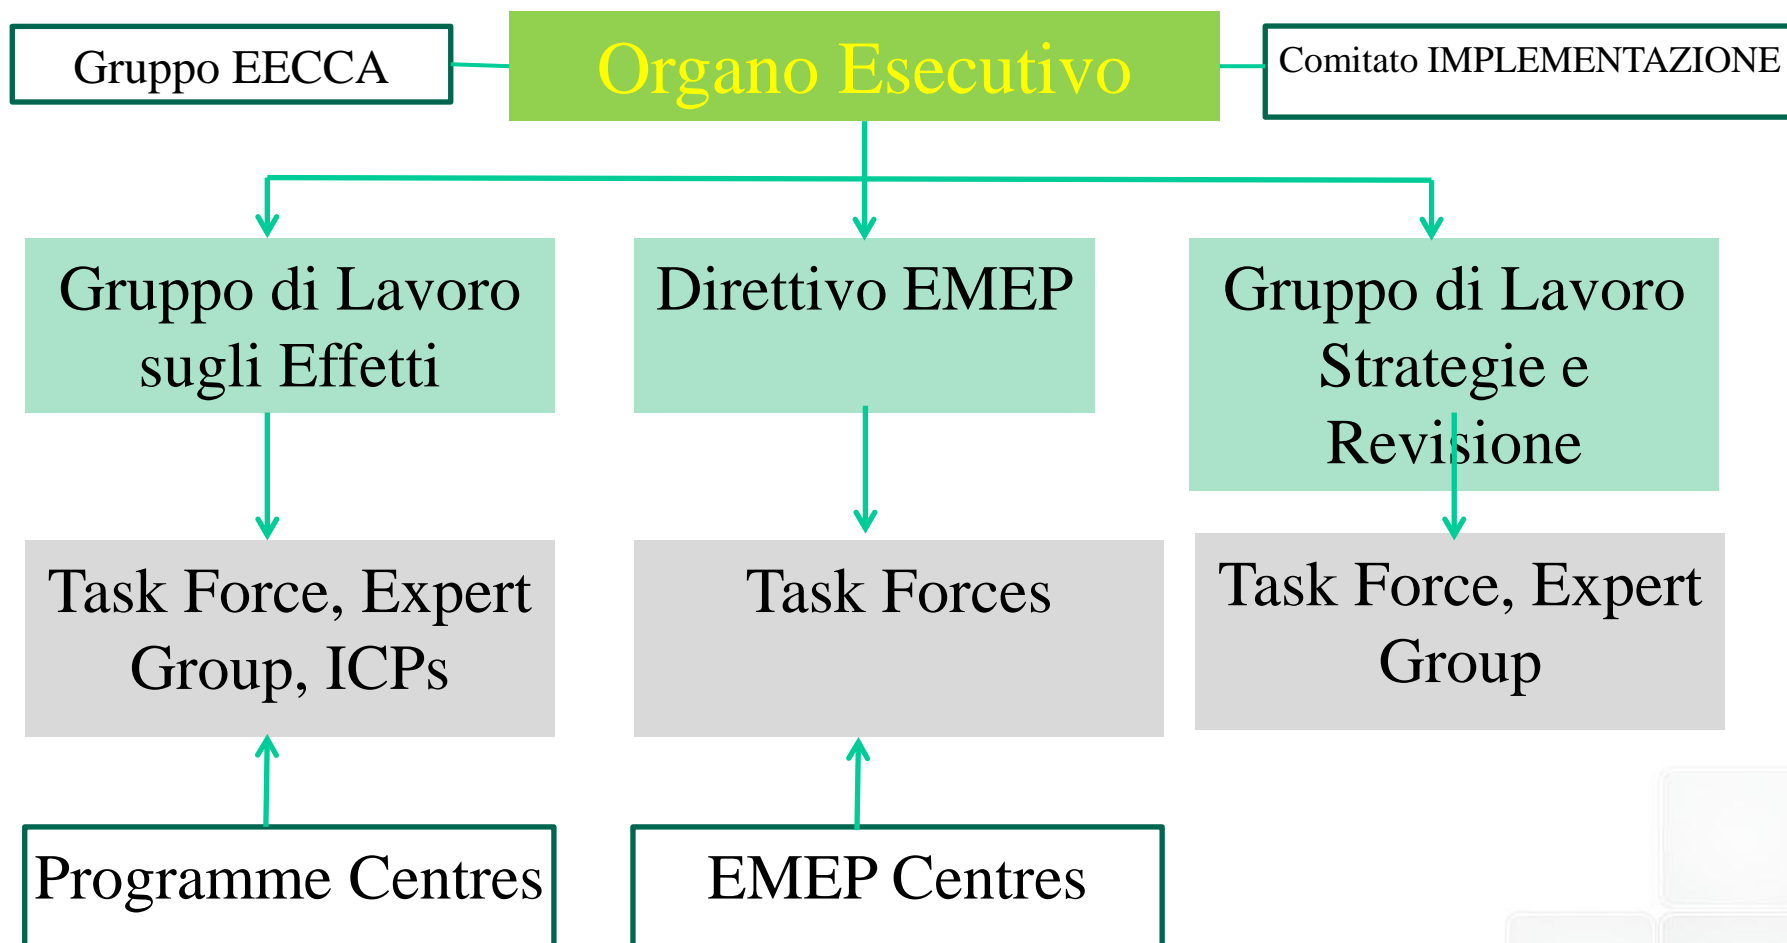 Gruppo EECCA
Organo Esecutivo
Comitato IMPLEMENTAZIONE
Gruppo di Lavoro
sugli Effetti
Direttivo EMEP
Gruppo di Lavoro
Strategie e
Revisione
Task Force, Expert
Group, ICPs
Task Forces
Task Force, Expert
Group
Programme Centres
EMEP Centres